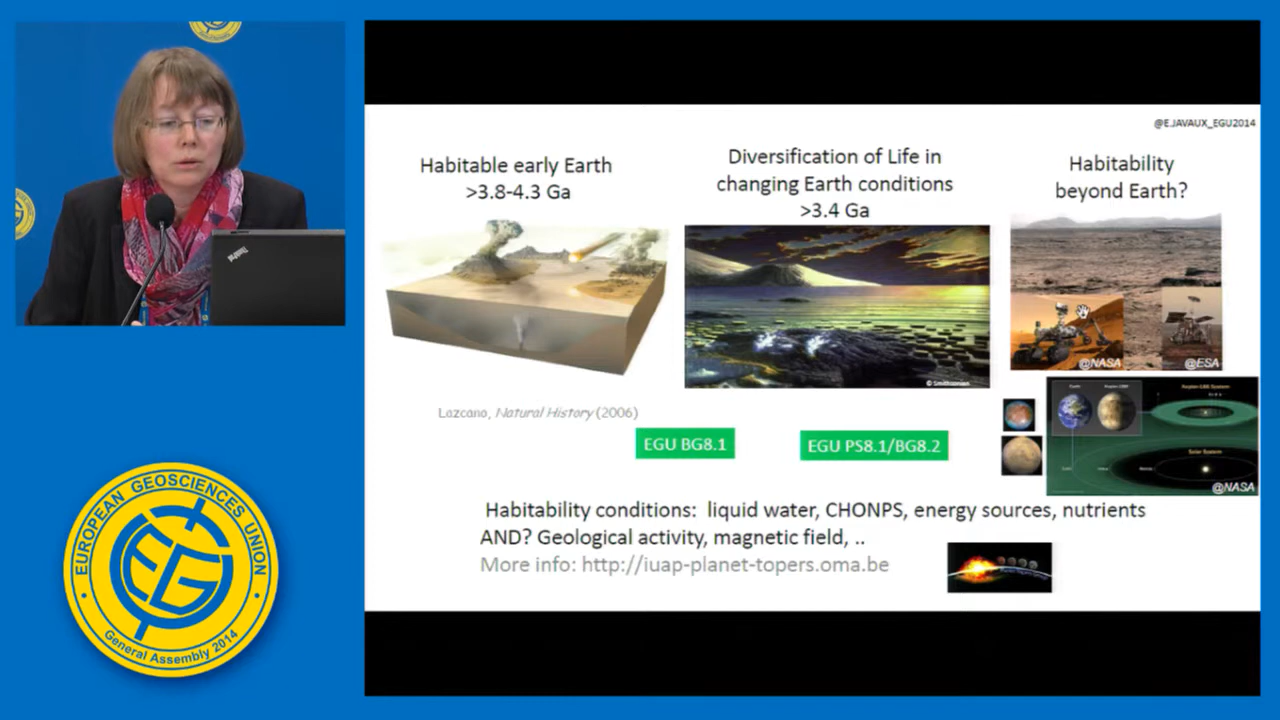 @E.JAVAUX_EGU2014
Habitable early Earth
>3.8-4.3 Ga
Diversification of Life in
changing Earth conditions
>3.4 Ga
Habitability
beyond Earth?
ThinkPad
@NASA
@ESA
© Smithsonian
Lazcano, Natural History (2006)
EGU BG8.1
EGU PS8.1/BG8.2
Solar System
@NASA
Habitability conditions: liquid water, CHONPS, energy sources, nutrients
AND? Geological activity, magnetic field, ..
More info: http://iuap-planet-topers.oma.be
EUROPEAN GEOSCIENCES UNION
EGU
General Assembly 2014